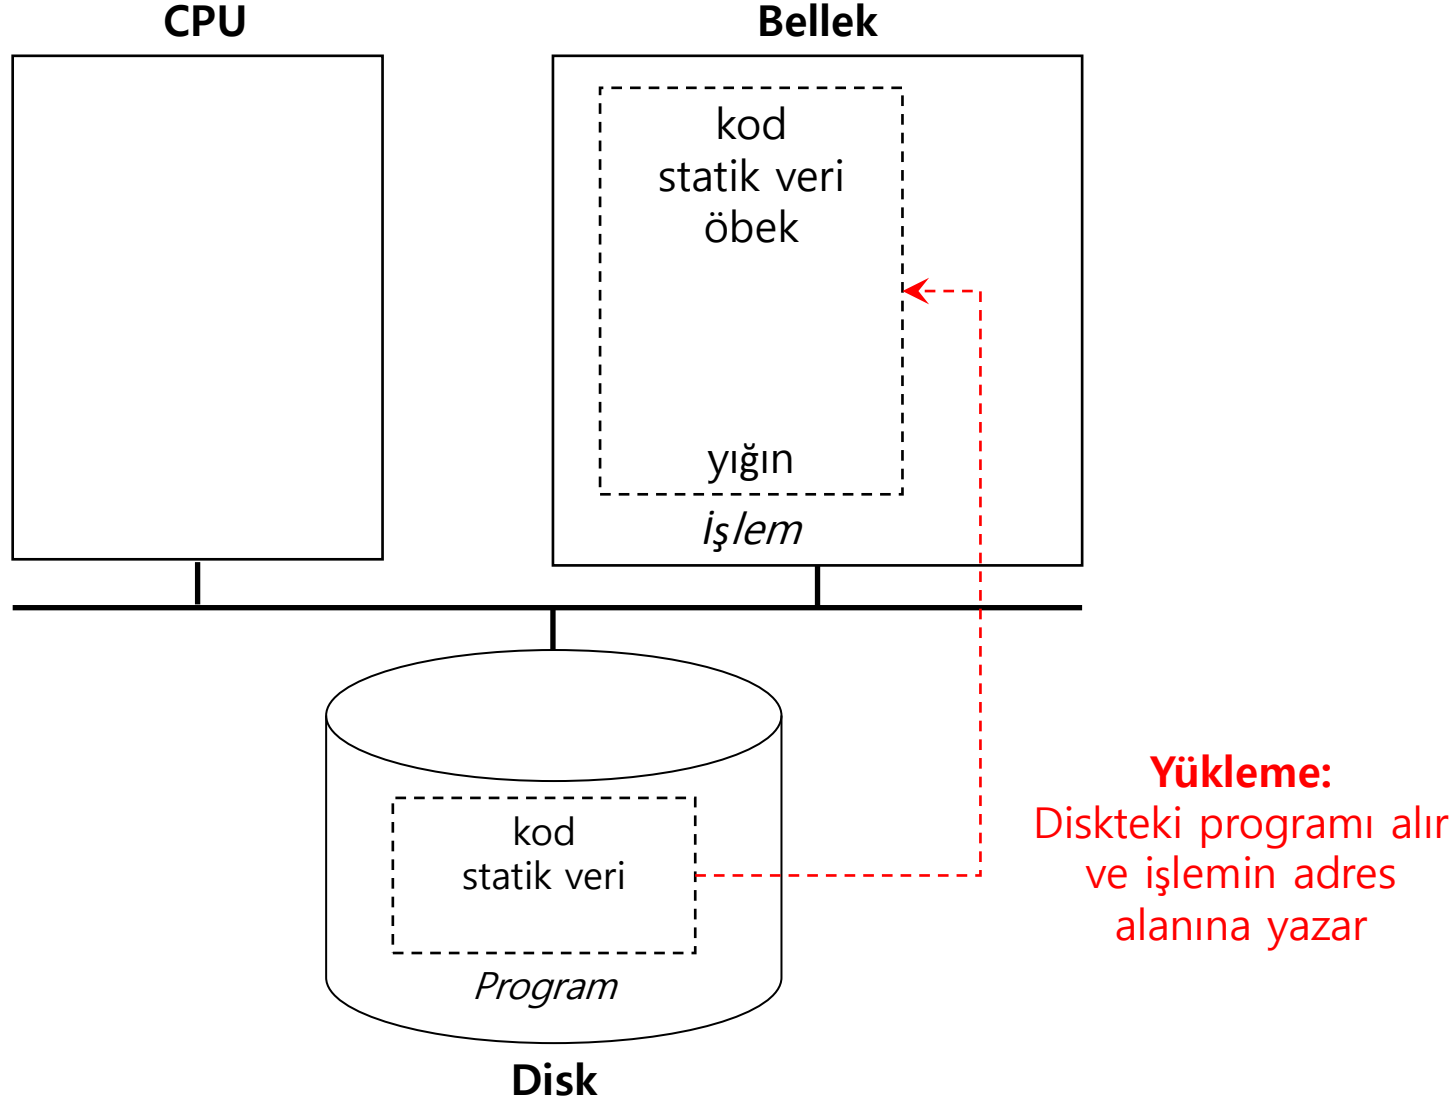 CPU
Bellek
kod
statik veri
öbek
yığın
İşlem
kod
statik veri
Program
Disk
Yükleme:
Diskteki programı alır
ve işlemin adres
alanına yazar